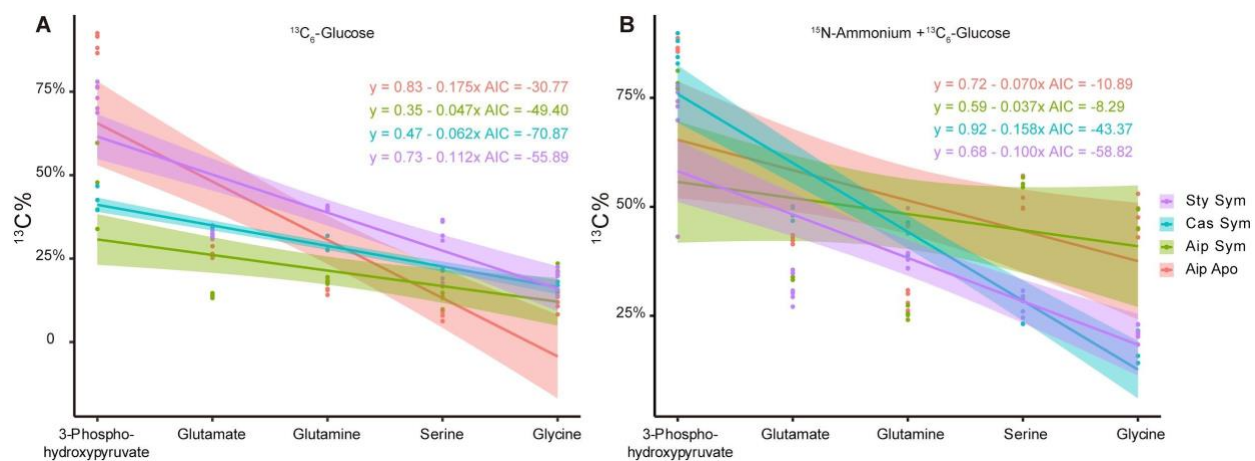 A
¹³C₆-Glucose
y = 0.83 - 0.175x AIC = -30.77
y = 0.35 - 0.047x AIC = -49.40
y = 0.47 - 0.062x AIC = -70.87
y = 0.73 - 0.112x AIC = -55.89
¹³C%
75%
50%
25%
0
3-Phospho-
hydroxypyruvate
Glutamate
Glutamine
Serine
Glycine
B
¹⁵N-Ammonium +¹³C₆-Glucose
y = 0.72 - 0.070x AIC = -10.89
y = 0.59 - 0.037x AIC = -8.29
y = 0.92 - 0.158x AIC = -43.37
y = 0.68 - 0.100x AIC = -58.82
¹³C%
75%
50%
25%
3-Phospho-
hydroxypyruvate
Glutamate
Glutamine
Serine
Glycine
Sty Sym
Cas Sym
Aip Sym
Aip Apo